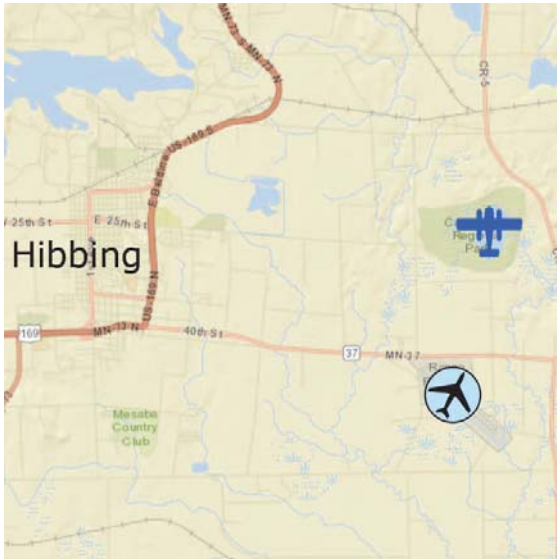 MN-73 S
MN-73 N
CR-5
E Beltline US-169 S
W 25th St
E 25th St
Hibbing
US-169 N
169
MN-73 N
40th St
37
MN-37
Mesaba
Country
Club